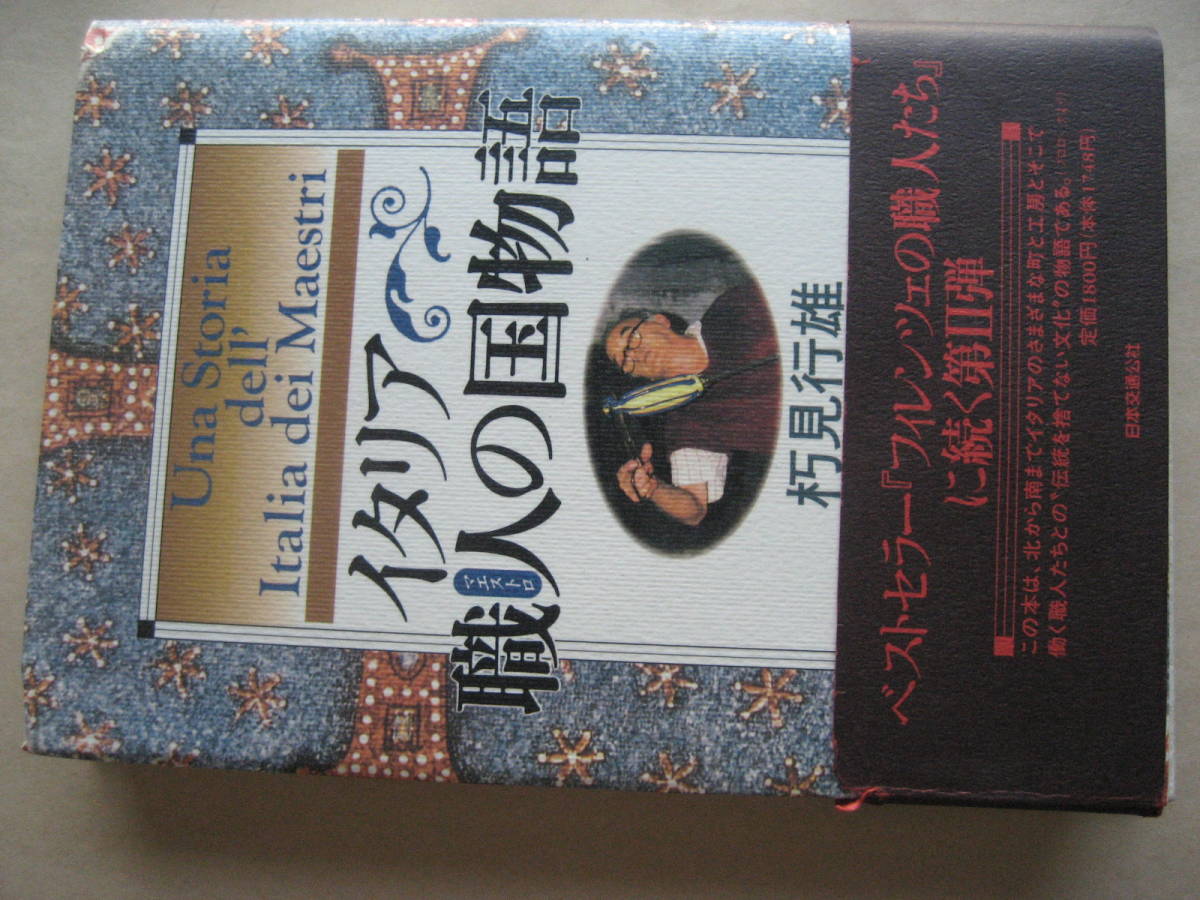 Una Storia
dell'
Italia dei Maestri
イタリア
職人の国物語
マエストロ
朽見行雄
ベストセラー『フィレンツェの職人たち』
に続く第II弾
この本は、北から南までイタリアのさまざまな町と工房とそこで
働く職人たちとの“伝統を捨てない文化”の物語である。
定価1800円(本体1748円)
日本交通公社